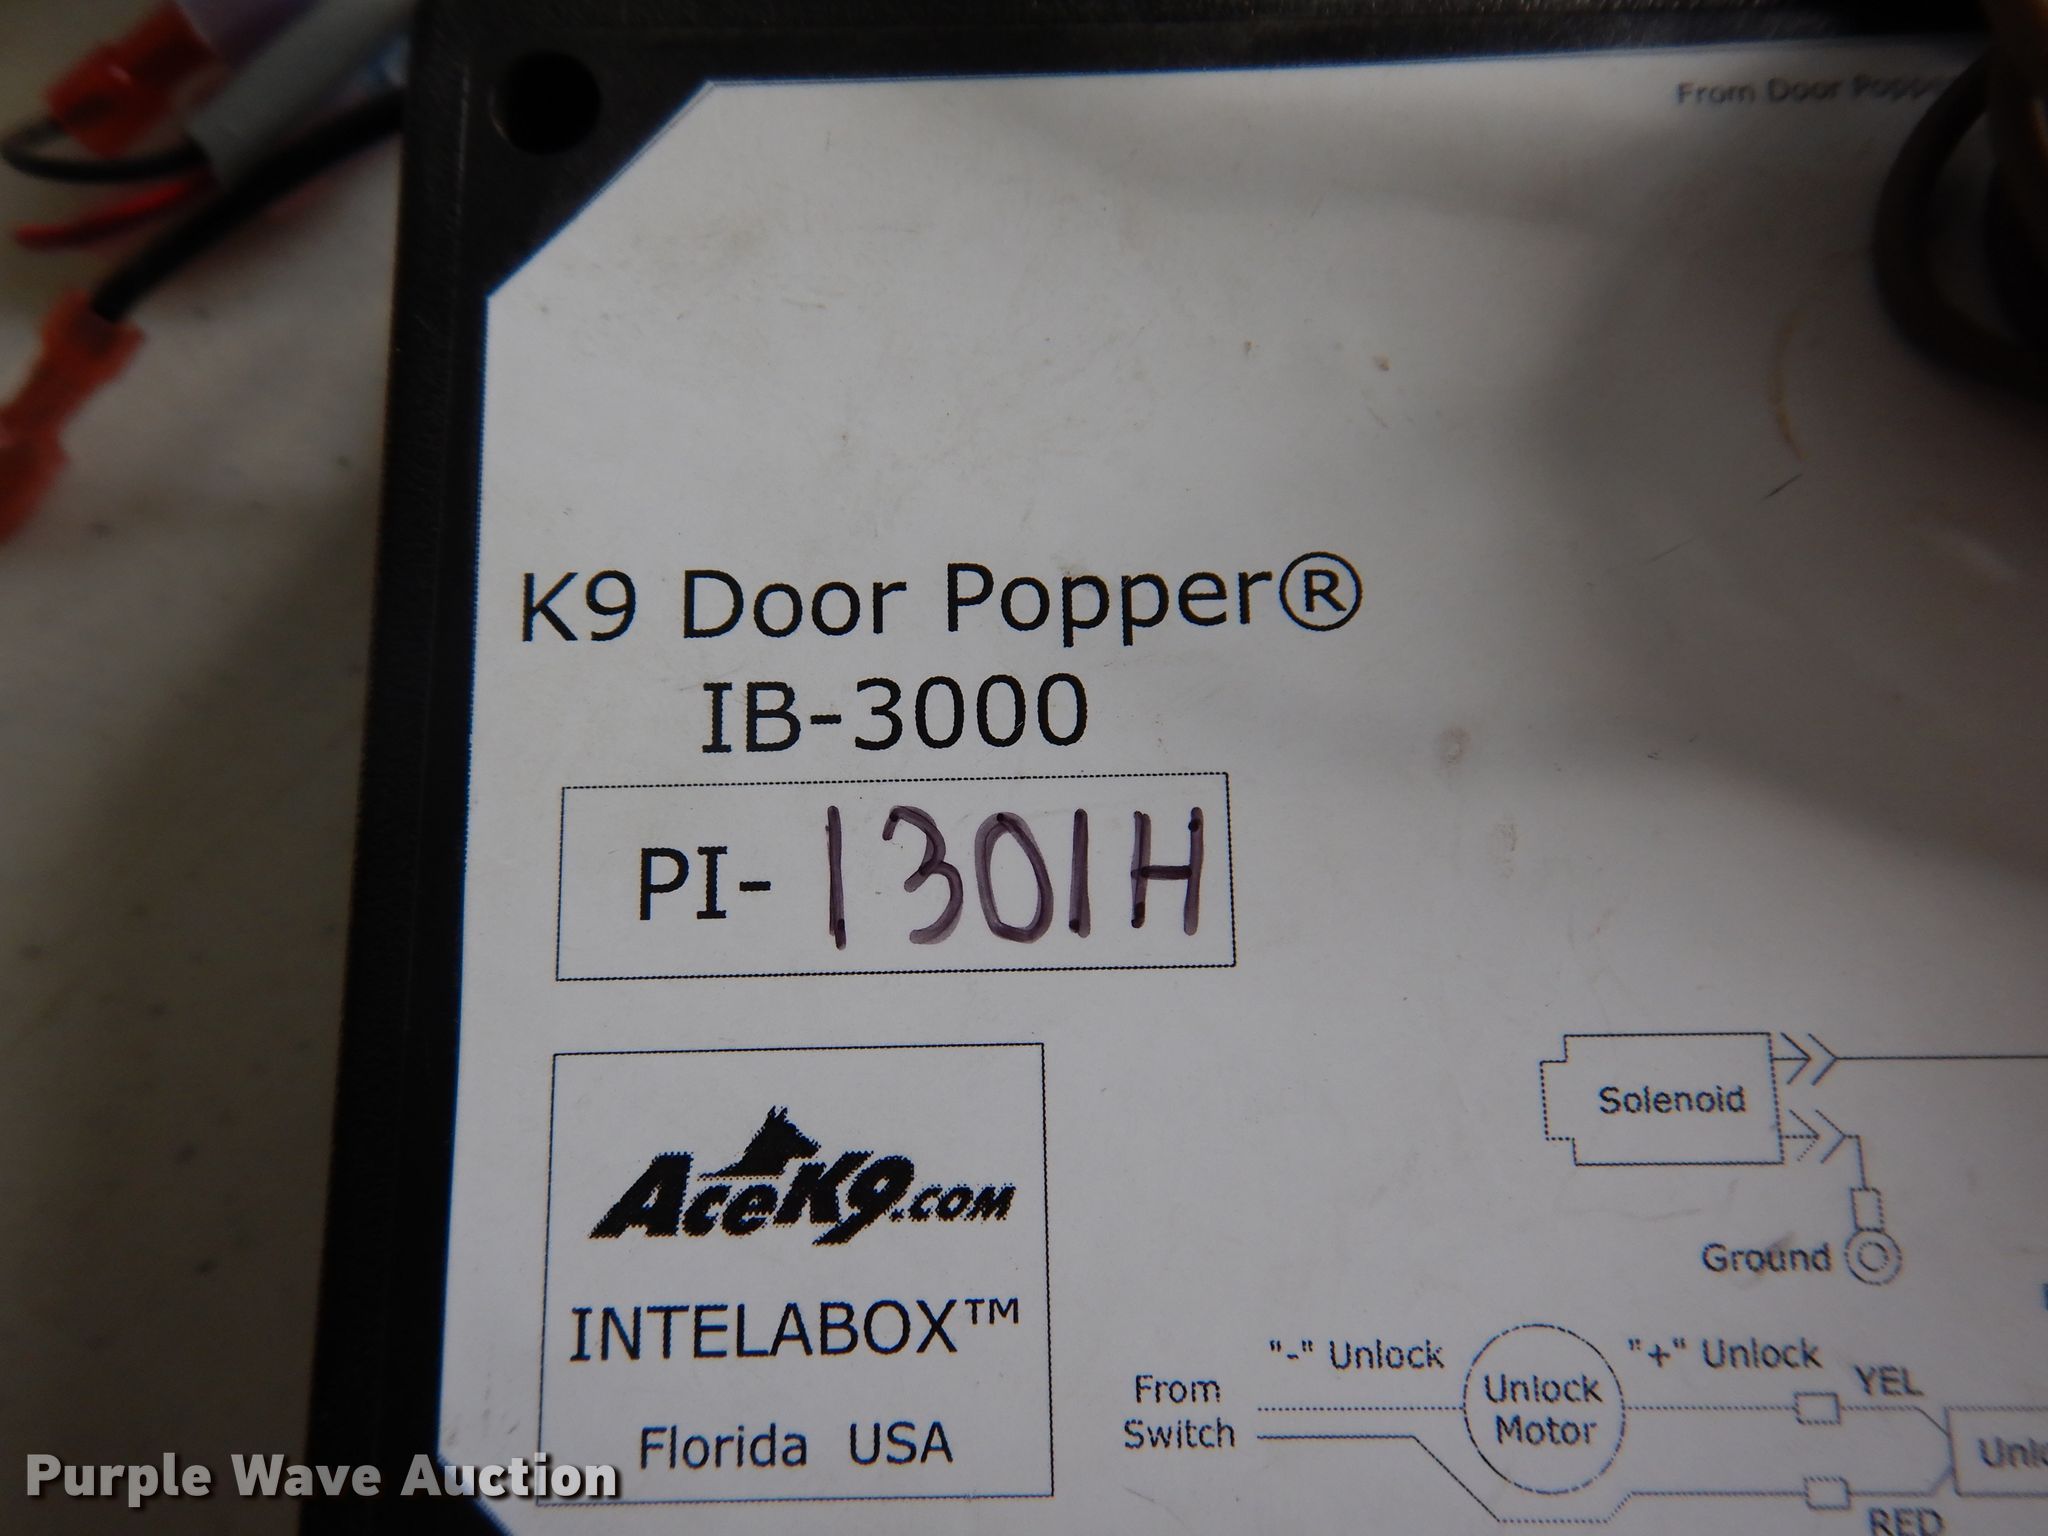 From Door
K9 Door Popper®
IB-3000
PI-1301H
AceK9.com
INTELABOX™
Florida USA
Solenoid
Ground
"-" Unlock
"+" Unlock
From
Switch
Unlock
Motor
YEL
RED
Purple Wave Auction